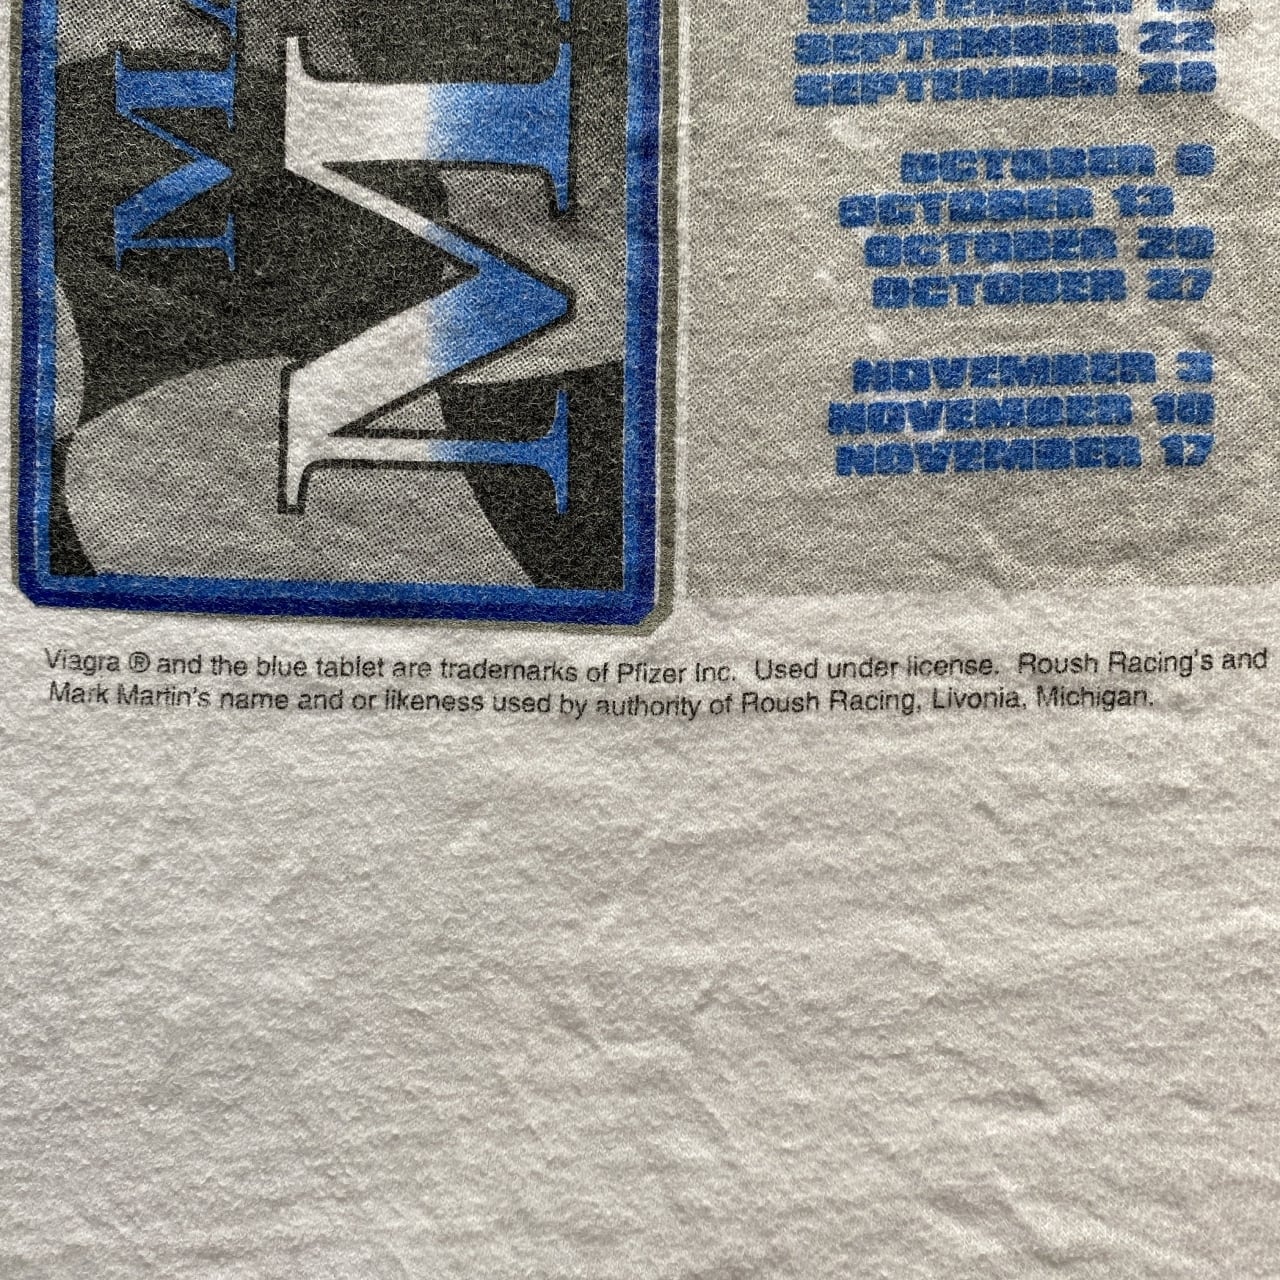 MA
M
SEPTEMBER 22
SEPTEMBER 29
OCTOBER 6
OCTOBER 13
OCTOBER 20
OCTOBER 27
NOVEMBER 3
NOVEMBER 10
NOVEMBER 17
Viagra ® and the blue tablet are trademarks of Pfizer Inc. Used under license. Roush Racing's and
Mark Martin's name and or likeness used by authority of Roush Racing, Livonia, Michigan.